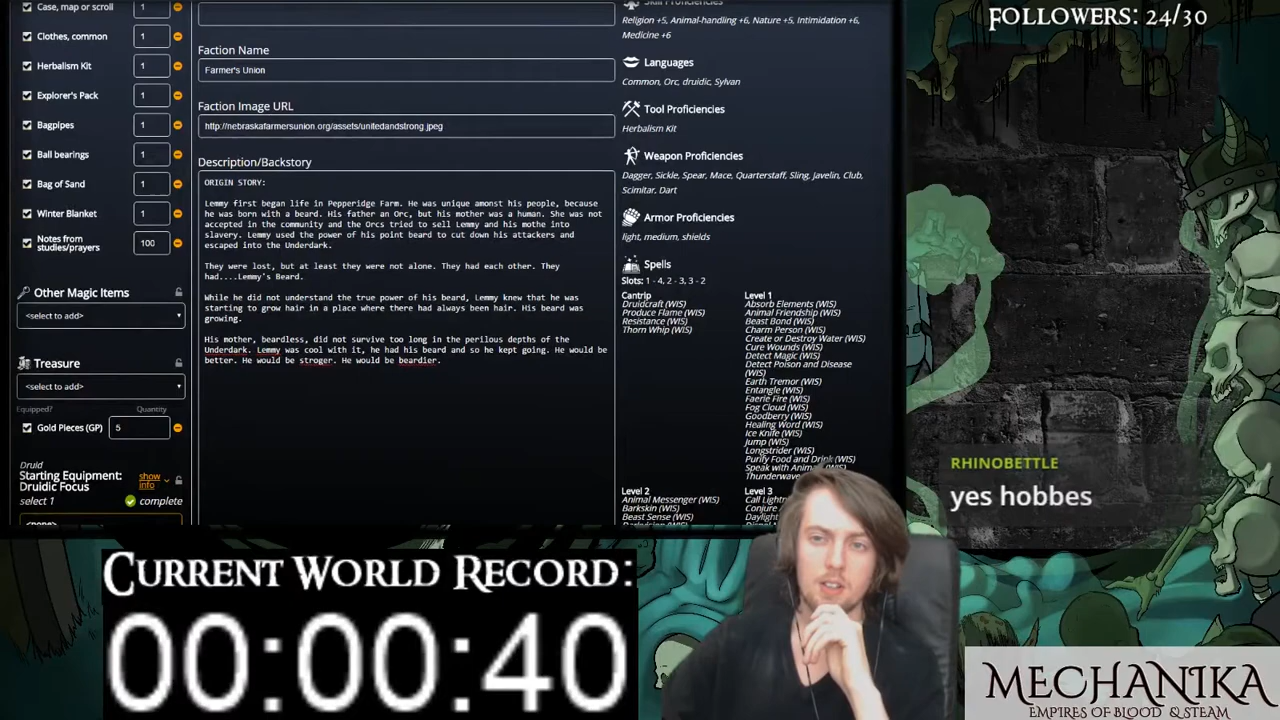 Case, map or scroll 1
Clothes, common 1
Herbalism Kit 1
Explorer's Pack 1
Bagpipes 1
Ball bearings 1
Bag of Sand 1
Winter Blanket 1
Notes from
studies/prayers 100
Other Magic Items
<select to add>
Treasure
<select to add>
Equipped? Quantity
Gold Pieces (GP) 5
Druid
Starting Equipment:
Druidic Focus
show
info
select 1 complete
<none>
Faction Name
Farmer's Union
Faction Image URL
http://nebraskafarmersunion.org/assets/unitedandstrong.jpeg
Description/Backstory
ORIGIN STORY:
Lemmy first began life in Pepperidge Farm. He was unique amonst his people, because
he was born with a beard. His father an Orc, but his mother was a human. She was not
accepted in the community and the Orcs tried to sell Lemmy and his mothe into
slavery. Lemmy used the power of his point beard to cut down his attackers and
escaped into the Underdark.
They were lost, but at least they were not alone. They had each other. They
had....Lemmy's Beard.
While he did not understand the true power of his beard, Lemmy knew that he was
starting to grow hair in a place where there had always been hair. His beard was
growing.
His mother, beardless, did not survive too long in the perilous depths of the
Underdark. Lemmy was cool with it, he had his beard and so he kept going. He would be
better. He would be stroger. He would be beardier.
Skill Proficiencies
Religion +5, Animal-handling +6, Nature +5, Intimidation +6,
Medicine +6
Languages
Common, Orc, druidic, Sylvan
Tool Proficiencies
Herbalism Kit
Weapon Proficiencies
Dagger, Sickle, Spear, Mace, Quarterstaff, Sling, Javelin, Club,
Scimitar, Dart
Armor Proficiencies
light, medium, shields
Spells
Slots: 1 - 4, 2 - 3, 3 - 2
Cantrip
Druidcraft (WIS)
Produce Flame (WIS)
Resistance (WIS)
Thorn Whip (WIS)
Level 1
Absorb Elements (WIS)
Animal Friendship (WIS)
Beast Bond (WIS)
Charm Person (WIS)
Create or Destroy Water (WIS)
Cure Wounds (WIS)
Detect Magic (WIS)
Detect Poison and Disease
(WIS)
Earth Tremor (WIS)
Entangle (WIS)
Faerie Fire (WIS)
Fog Cloud (WIS)
Goodberry (WIS)
Healing Word (WIS)
Ice Knife (WIS)
Jump (WIS)
Longstrider (WIS)
Purify Food and Drink (WIS)
Speak with Anima
Thunderwave
Level 2
Animal Messenger (WIS)
Barkskin (WIS)
Beast Sense (WIS)
Level 3
Call Lightn
Conjure
Daylight
Followers: 24/30
RHINOBETTLE
yes hobbes
Current World Record:
00:00:40
MECHANIKA
EMPIRES OF BLOOD & STEAM